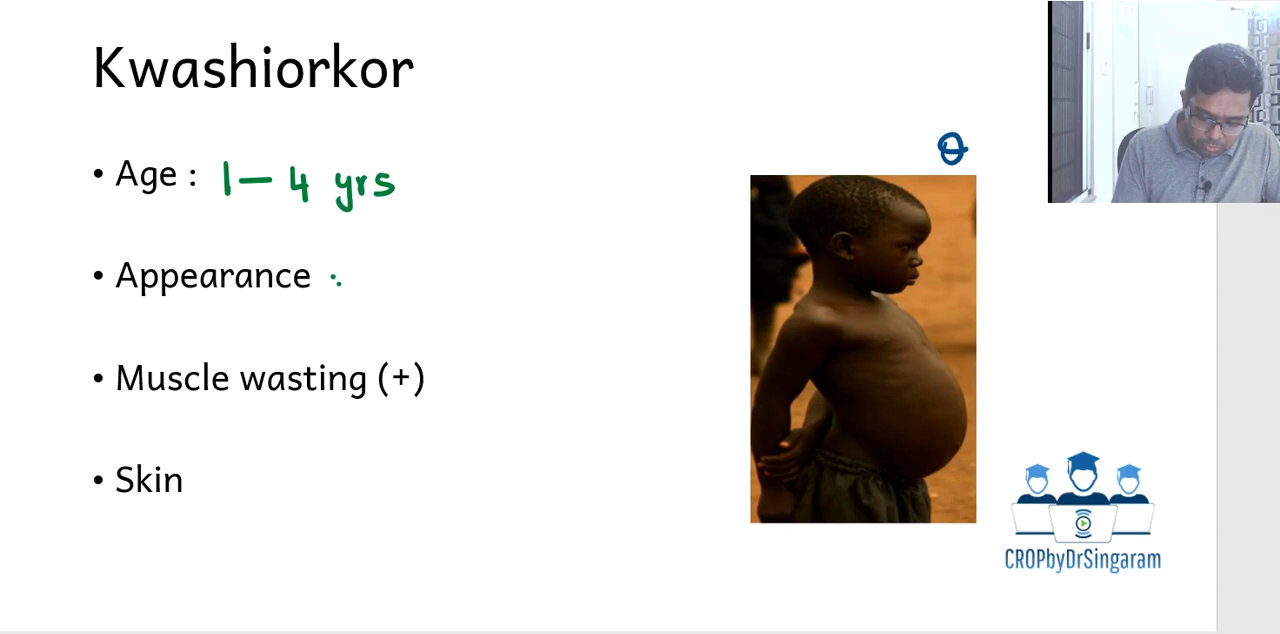 Kwashiorkor
• Age : 1 — 4 yrs
• Appearance :
• Muscle wasting (+)
• Skin
CROPbyDrSingaram